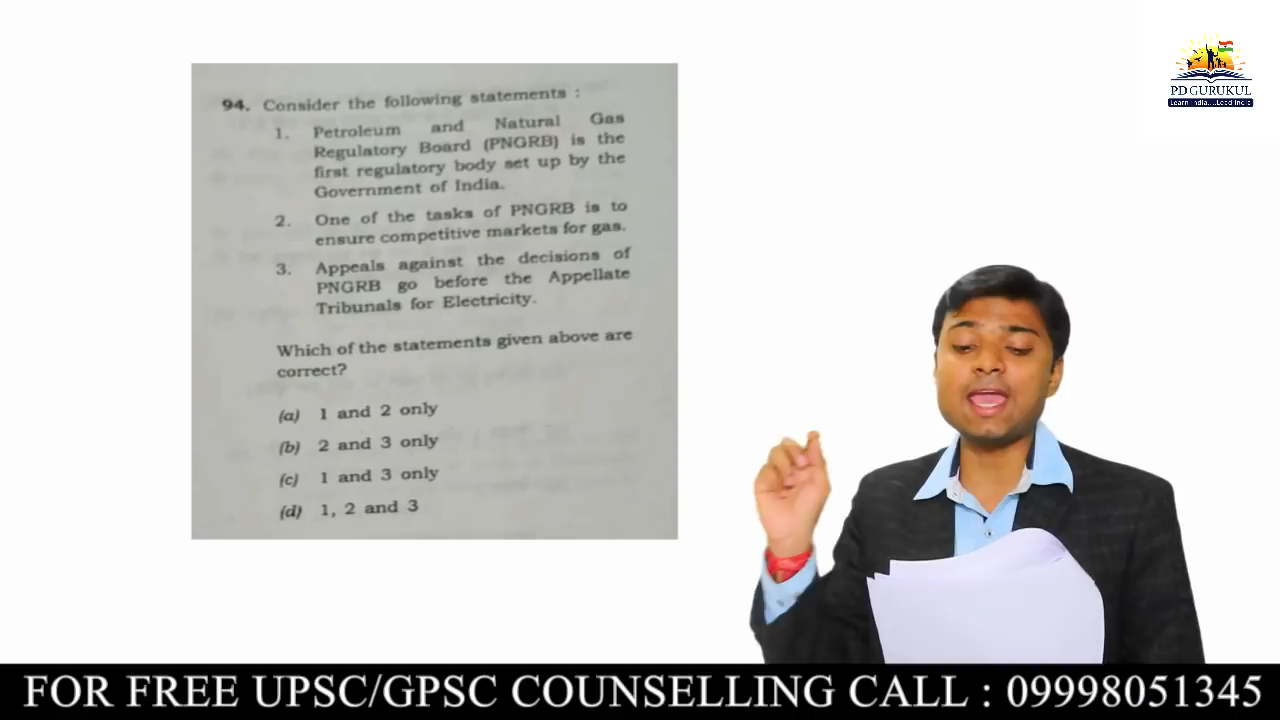 PD GURUKUL
Learn India....Lead India
94. Consider the following statements :
1. Petroleum and Natural Gas
Regulatory Board (PNGRB) is the
first regulatory body set up by the
Government of India.
2. One of the tasks of PNGRB is to
ensure competitive markets for gas.
3. Appeals against the decisions of
PNGRB go before the Appellate
Tribunals for Electricity.
Which of the statements given above are
correct?
(a) 1 and 2 only
(b) 2 and 3 only
(c) 1 and 3 only
(d) 1, 2 and 3
FOR FREE UPSC/GPSC COUNSELLING CALL : 09998051345